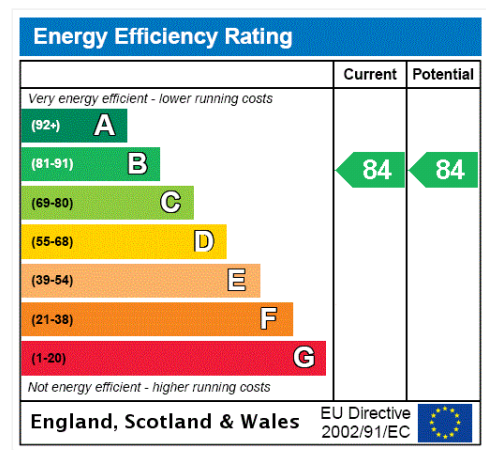 Energy Efficiency Rating
Current Potential
Very energy efficient - lower running costs
(92+) A
(81-91) B 84 84
(69-80) C
(55-68) D
(39-54) E
(21-38) F
(1-20) G
Not energy efficient - higher running costs
England, Scotland & Wales
EU Directive
2002/91/EC